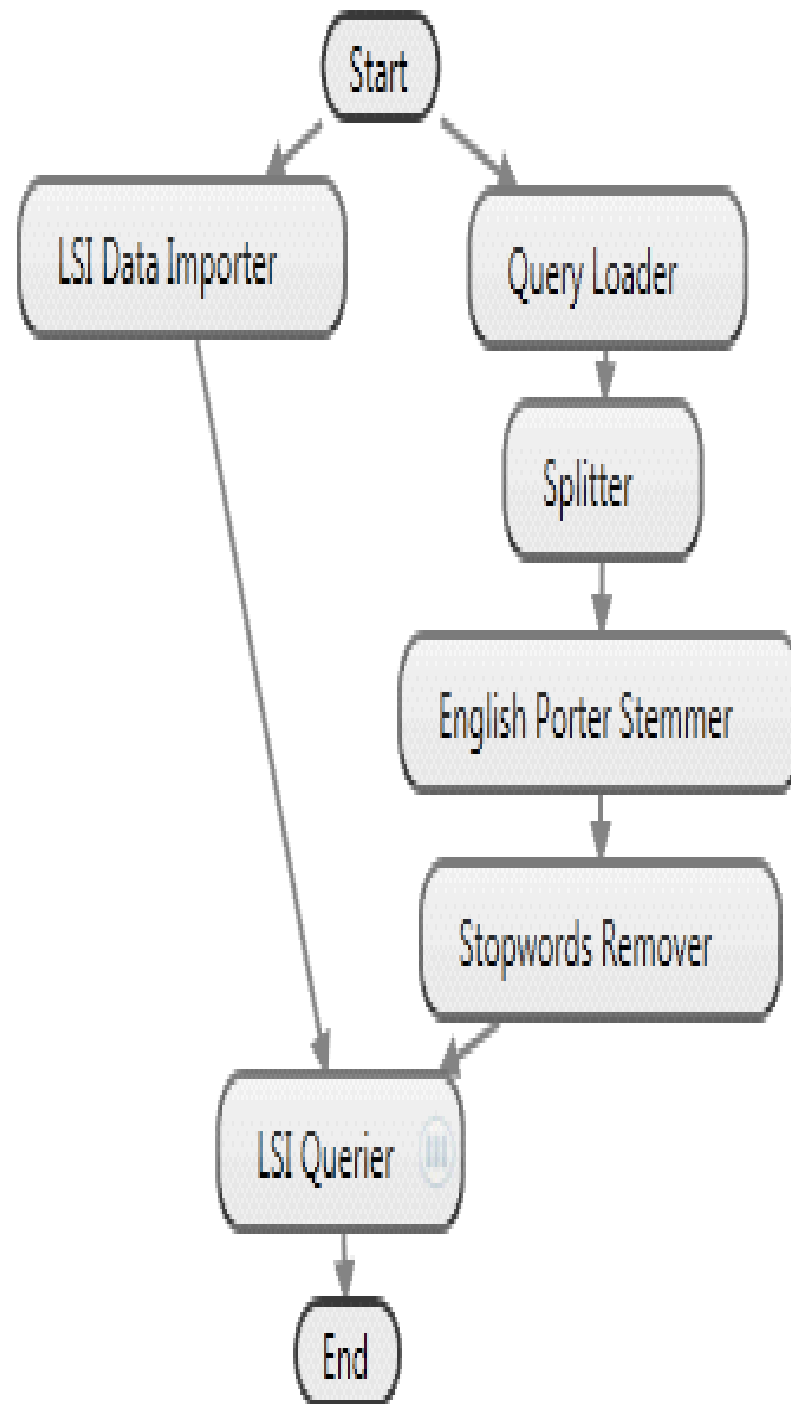 Start
LSI Data Importer
Query Loader
Splitter
English Porter Stemmer
Stopwords Remover
LSI Querier
End